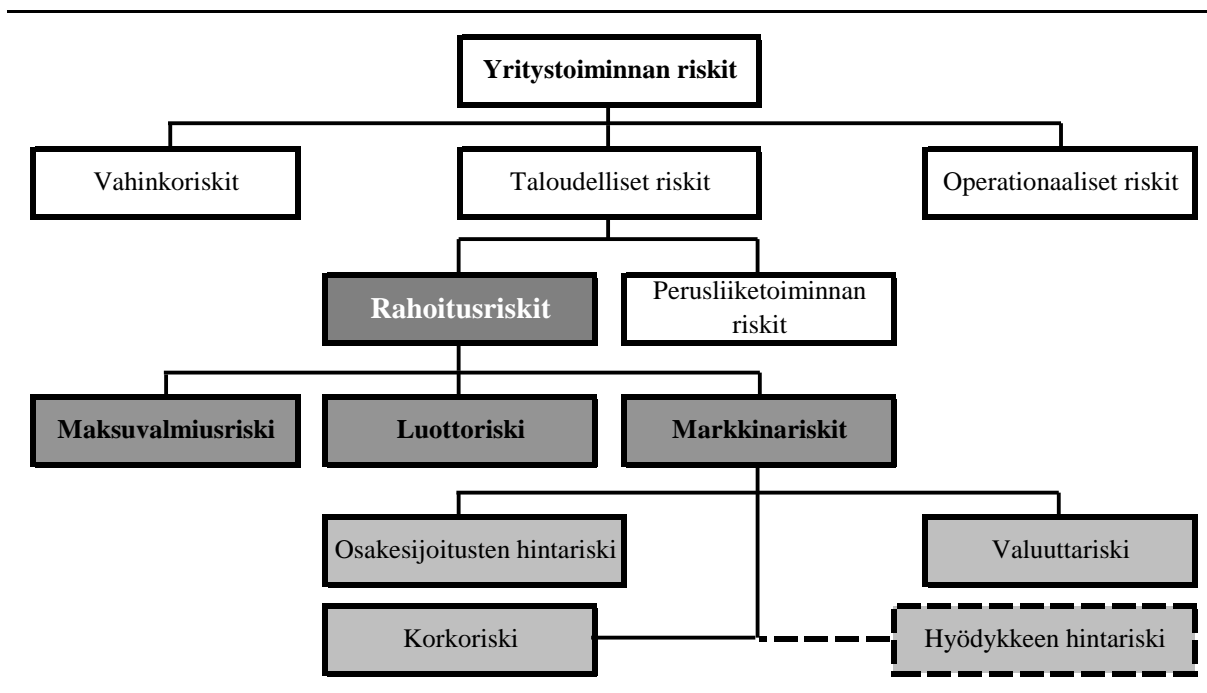 Yritystoiminnan riskit
Vahinkoriskit
Taloudelliset riskit
Operationaaliset riskit
Rahoitusriskit
Perusliiketoiminnan
riskit
Maksuvalmiusriski
Luottoriski
Markkinariskit
Osakesijoitusten hintariski
Valuuttariski
Korkoriski
Hyödykkeen hintariski